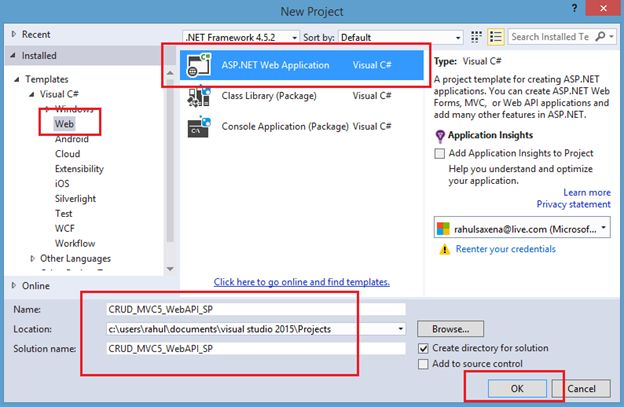 New Project
? ×
Recent
.NET Framework 4.5.2
Sort by: Default
Search Installed Te
Installed
Templates
Visual C#
Windows
Web
Android
Cloud
Extensibility
iOS
Silverlight
Test
WCF
Workflow
Other Languages
Online
ASP.NET Web Application Visual C#
Class Library (Package) Visual C#
Console Application (Package) Visual C#
Click here to go online and find templates.
Type: Visual C#
A project template for creating ASP.NET
applications. You can create ASP.NET Web
Forms, MVC, or Web API applications and
add many other features in ASP.NET.
Application Insights
Add Application Insights to Project
Help you understand and optimize
your application.
Learn more
Privacy statement
rahulsaxena@live.com (Microsof...
Reenter your credentials
Name: CRUD_MVC5_WebAPI_SP
Location: c:\users\rahul\documents\visual studio 2015\Projects
Browse...
Solution name: CRUD_MVC5_WebAPI_SP
Create directory for solution
Add to source control
OK Cancel